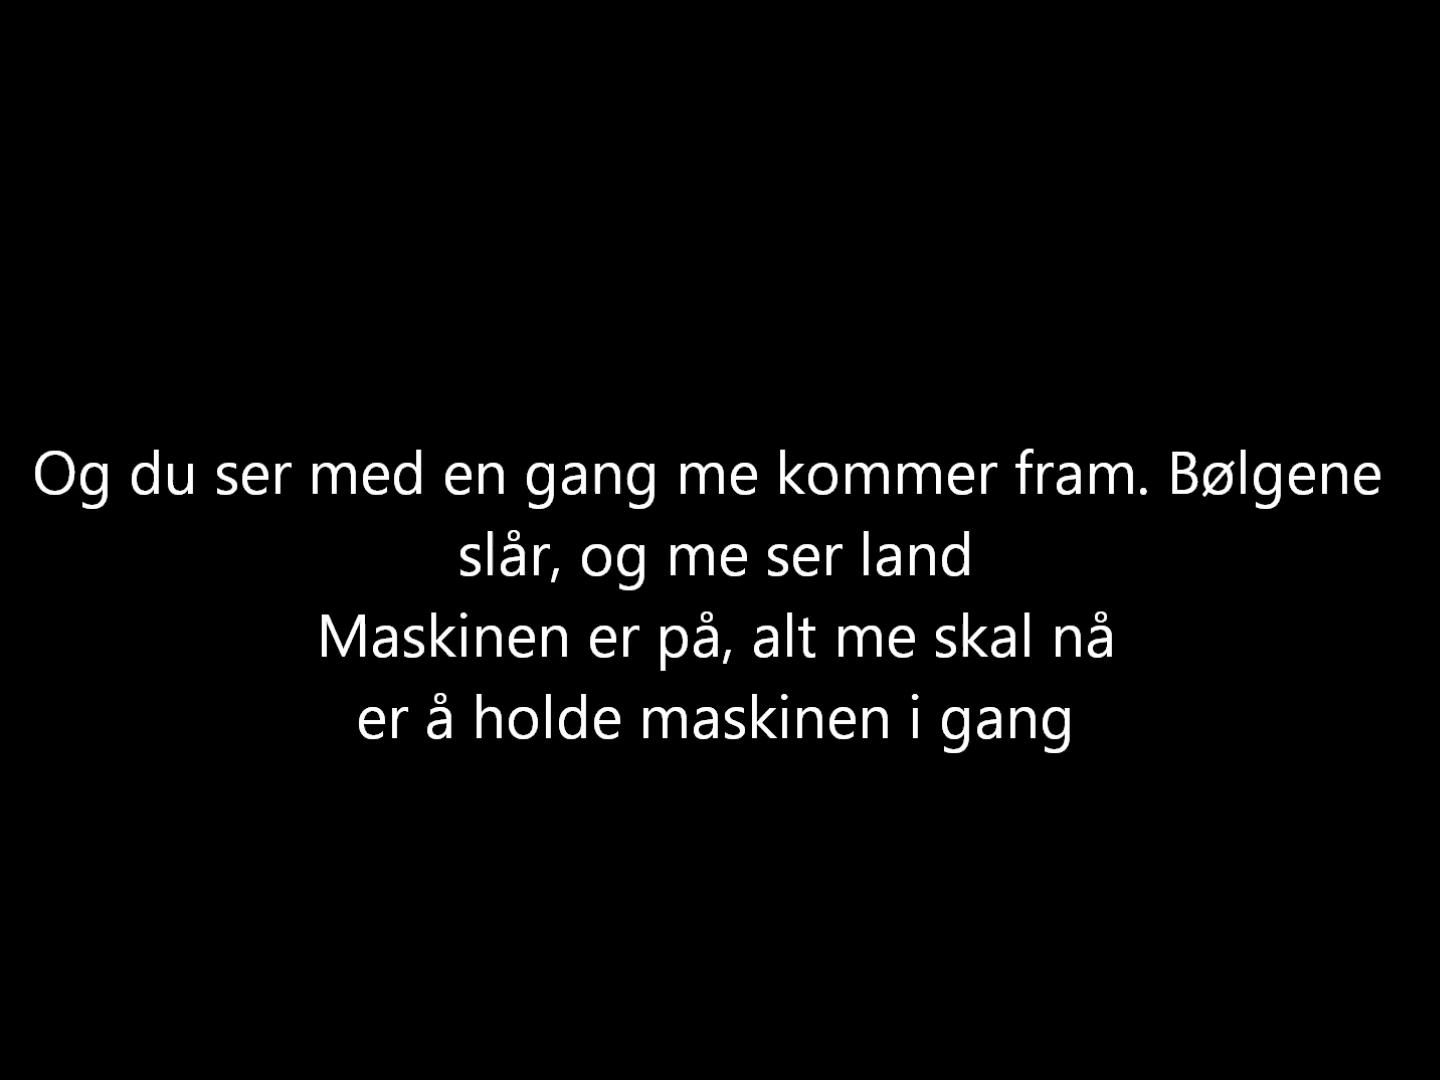 Og du ser med en gang me kommer fram. Bølgene
slår, og me ser land
Maskinen er på, alt me skal nå
er å holde maskinen i gang